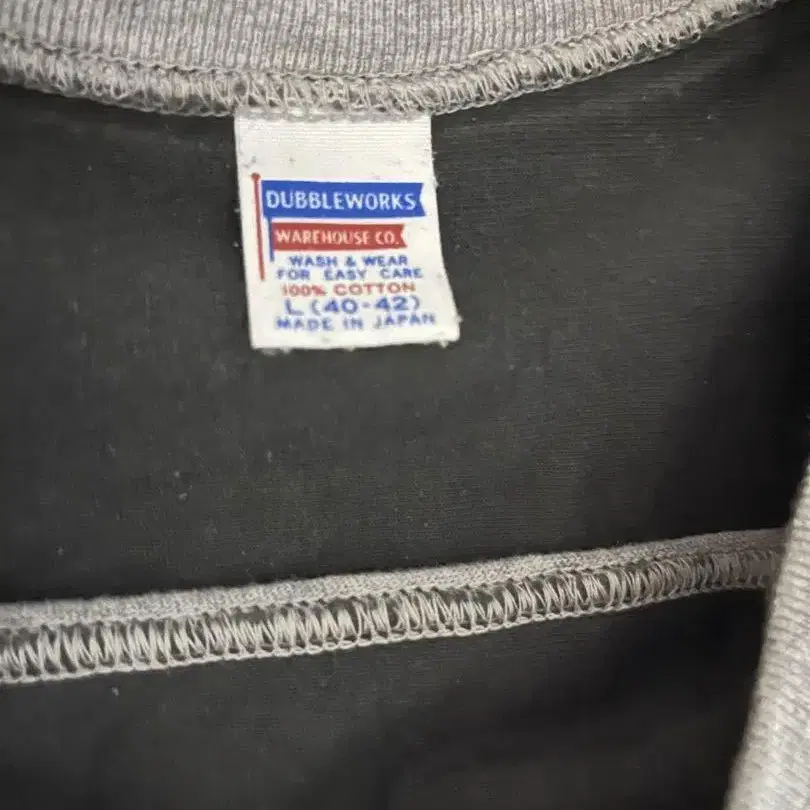 DUBBLEWORKS
WAREHOUSE CO.
WASH & WEAR
FOR EASY CARE
100% COTTON
L (40-42)
MADE IN JAPAN